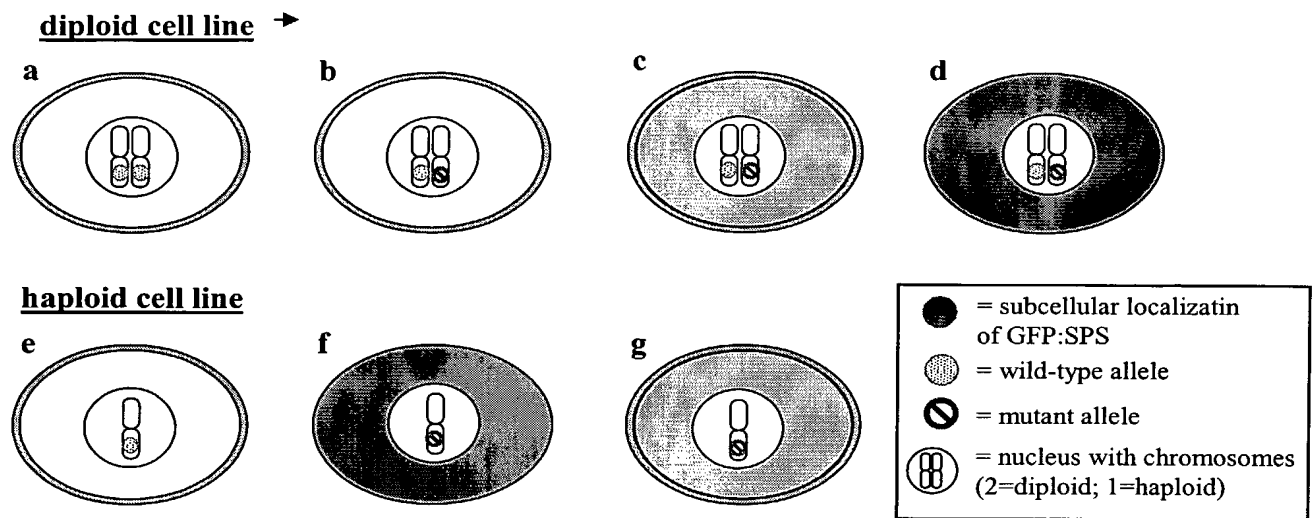 diploid cell line →
a
b
c
d
haploid cell line
e
f
g
= subcellular localizatin
of GFP:SPS
= wild-type allele
= mutant allele
= nucleus with chromosomes
(2=diploid; 1=haploid)